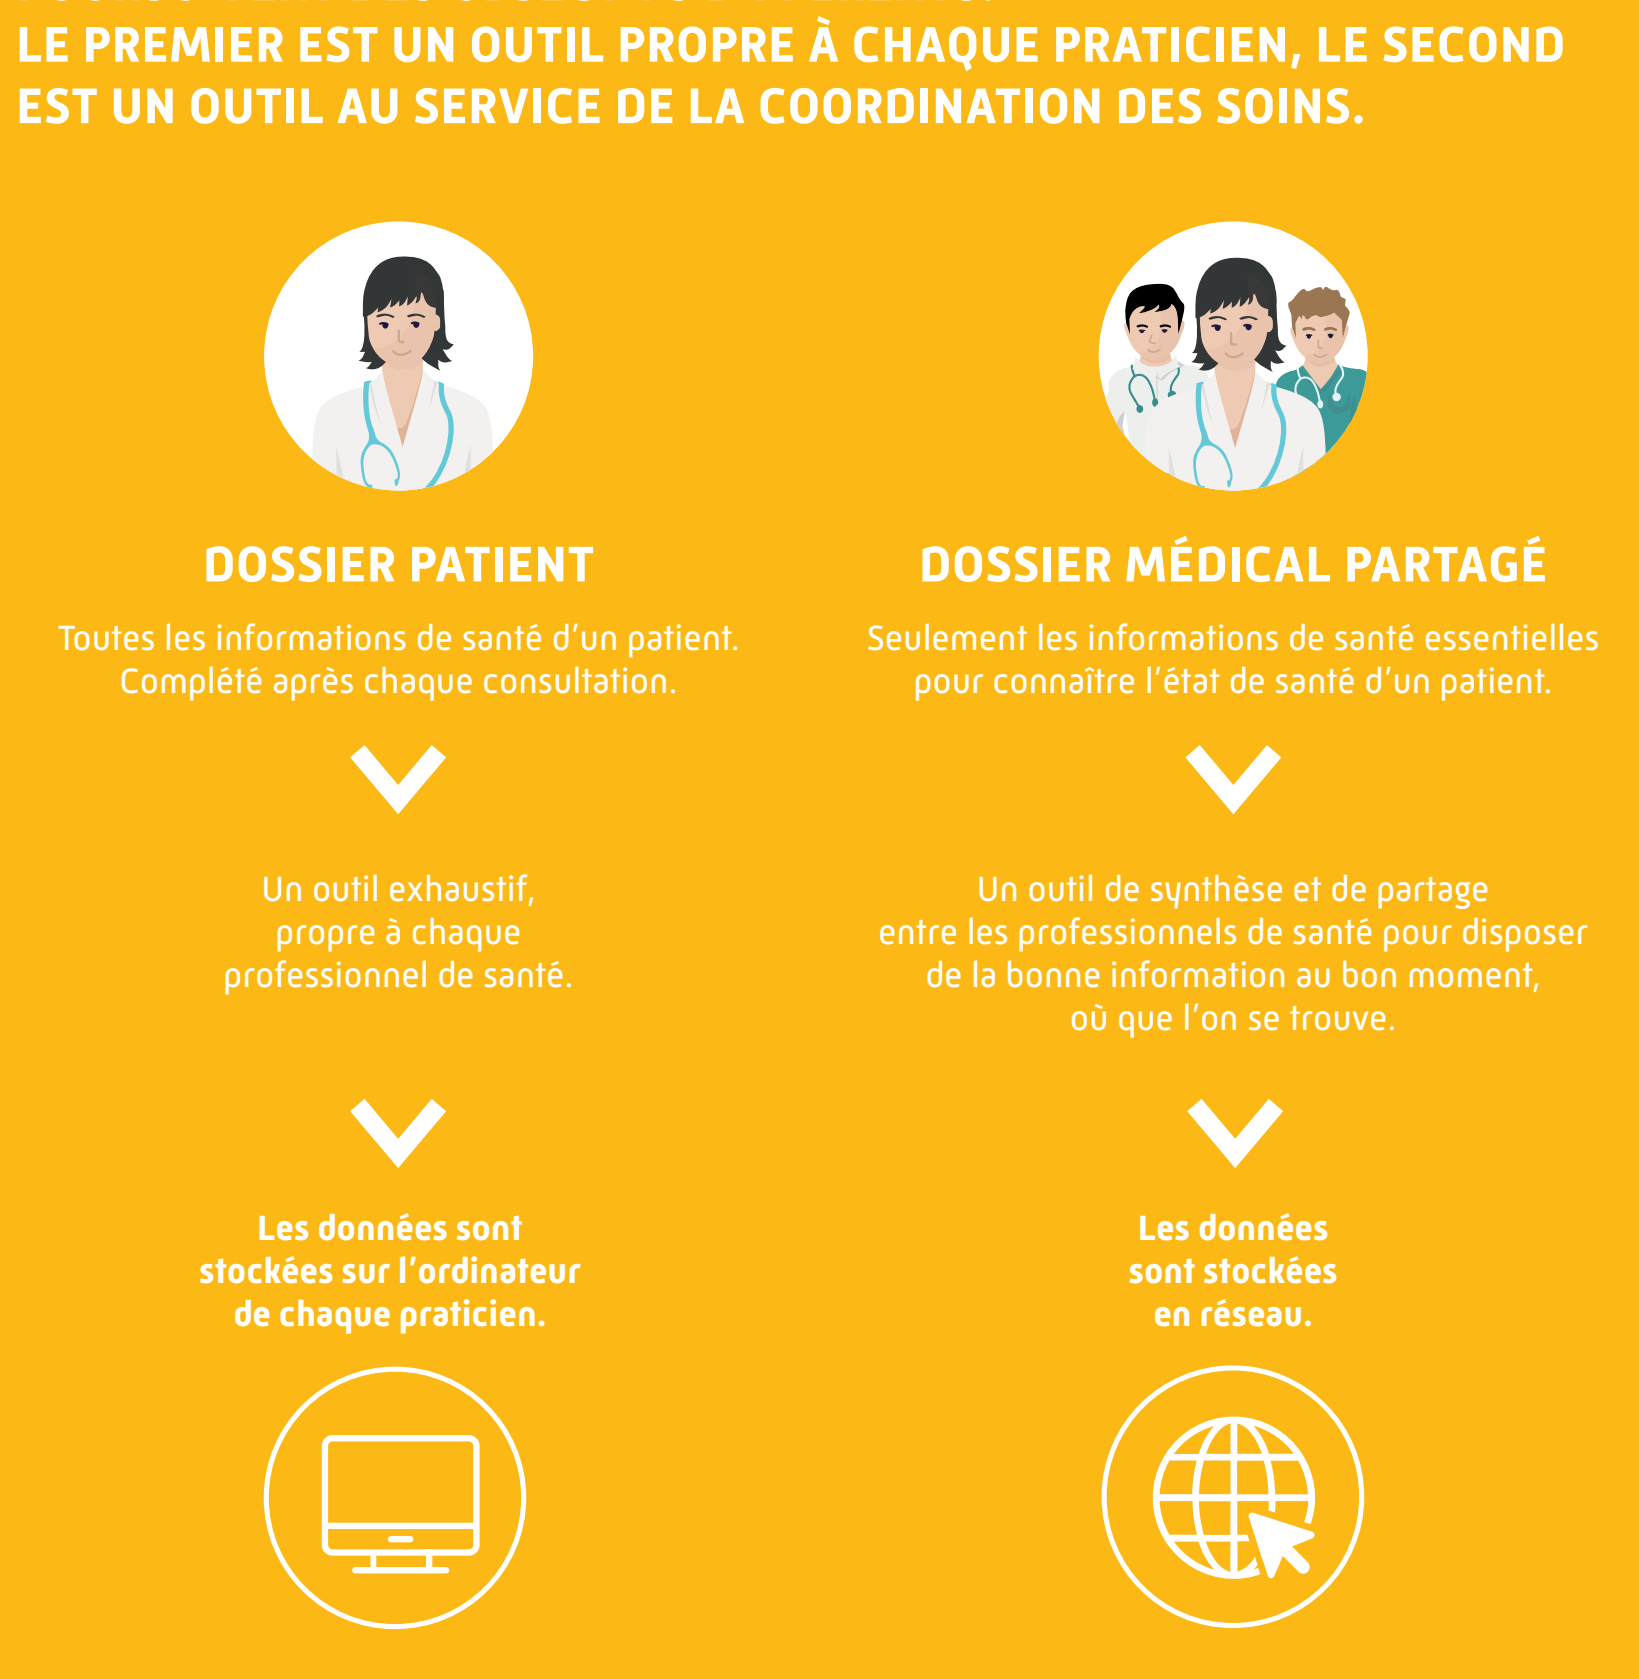 LE PREMIER EST UN OUTIL PROPRE À CHAQUE PRATICIEN, LE SECOND
EST UN OUTIL AU SERVICE DE LA COORDINATION DES SOINS.
DOSSIER PATIENT
Toutes les informations de santé d’un patient.
Complété après chaque consultation.
Un outil exhaustif,
propre à chaque
professionnel de santé.
Les données sont
stockées sur l’ordinateur
de chaque praticien.
DOSSIER MÉDICAL PARTAGÉ
Seulement les informations de santé essentielles
pour connaître l’état de santé d’un patient.
Un outil de synthèse et de partage
entre les professionnels de santé pour disposer
de la bonne information au bon moment,
où que l’on se trouve.
Les données
sont stockées
en réseau.